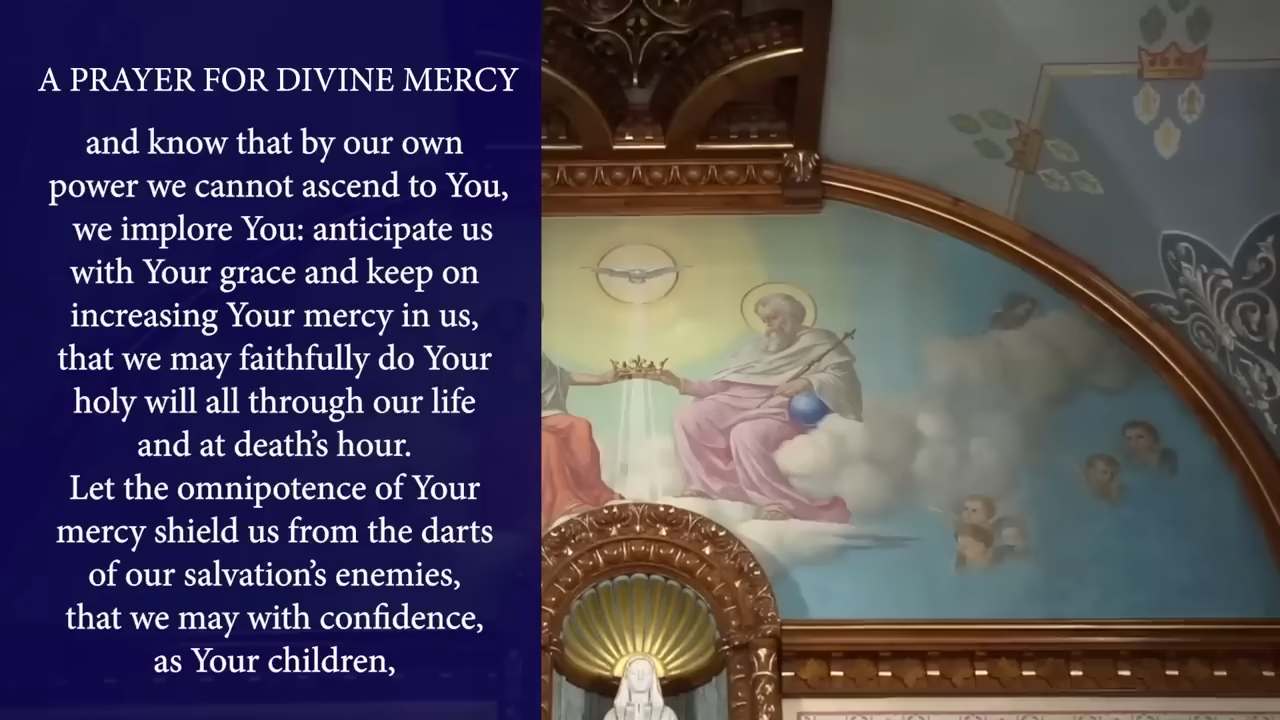 A PRAYER FOR DIVINE MERCY
and know that by our own
power we cannot ascend to You,
we implore You: anticipate us
with Your grace and keep on
increasing Your mercy in us,
that we may faithfully do Your
holy will all through our life
and at death’s hour.
Let the omnipotence of Your
mercy shield us from the darts
of our salvation’s enemies,
that we may with confidence,
as Your children,